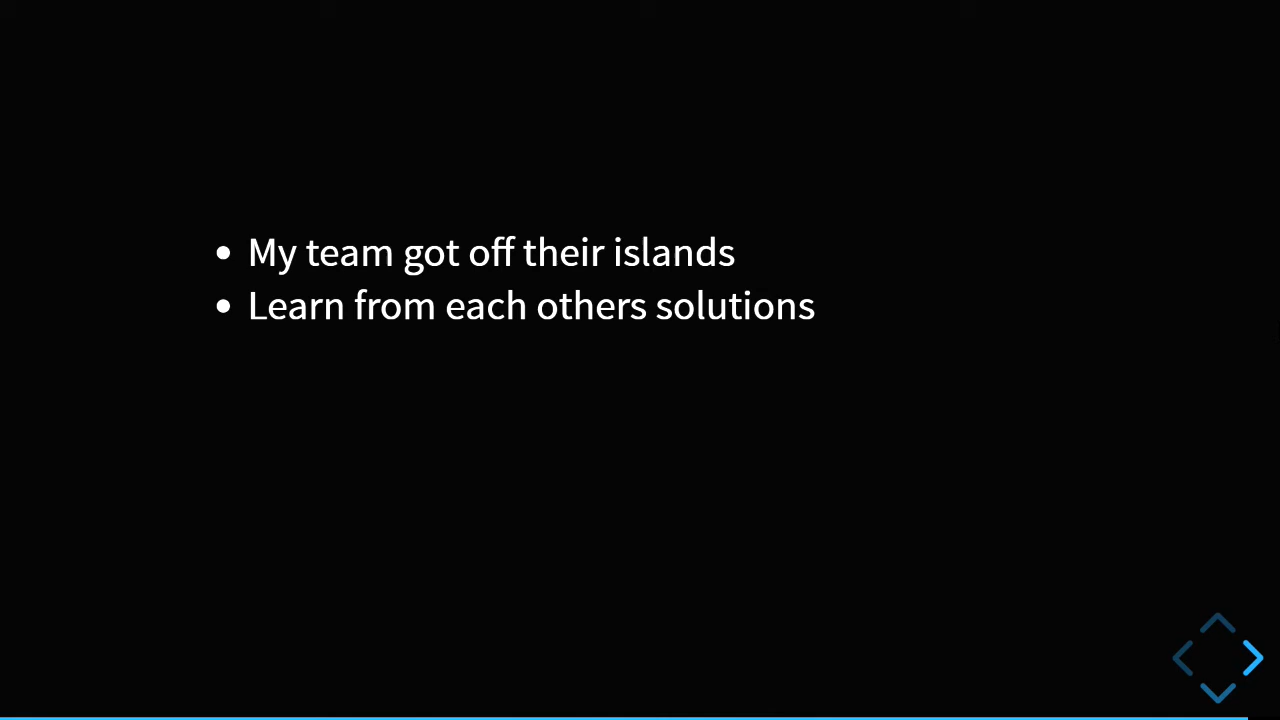 • My team got off their islands
• Learn from each others solutions